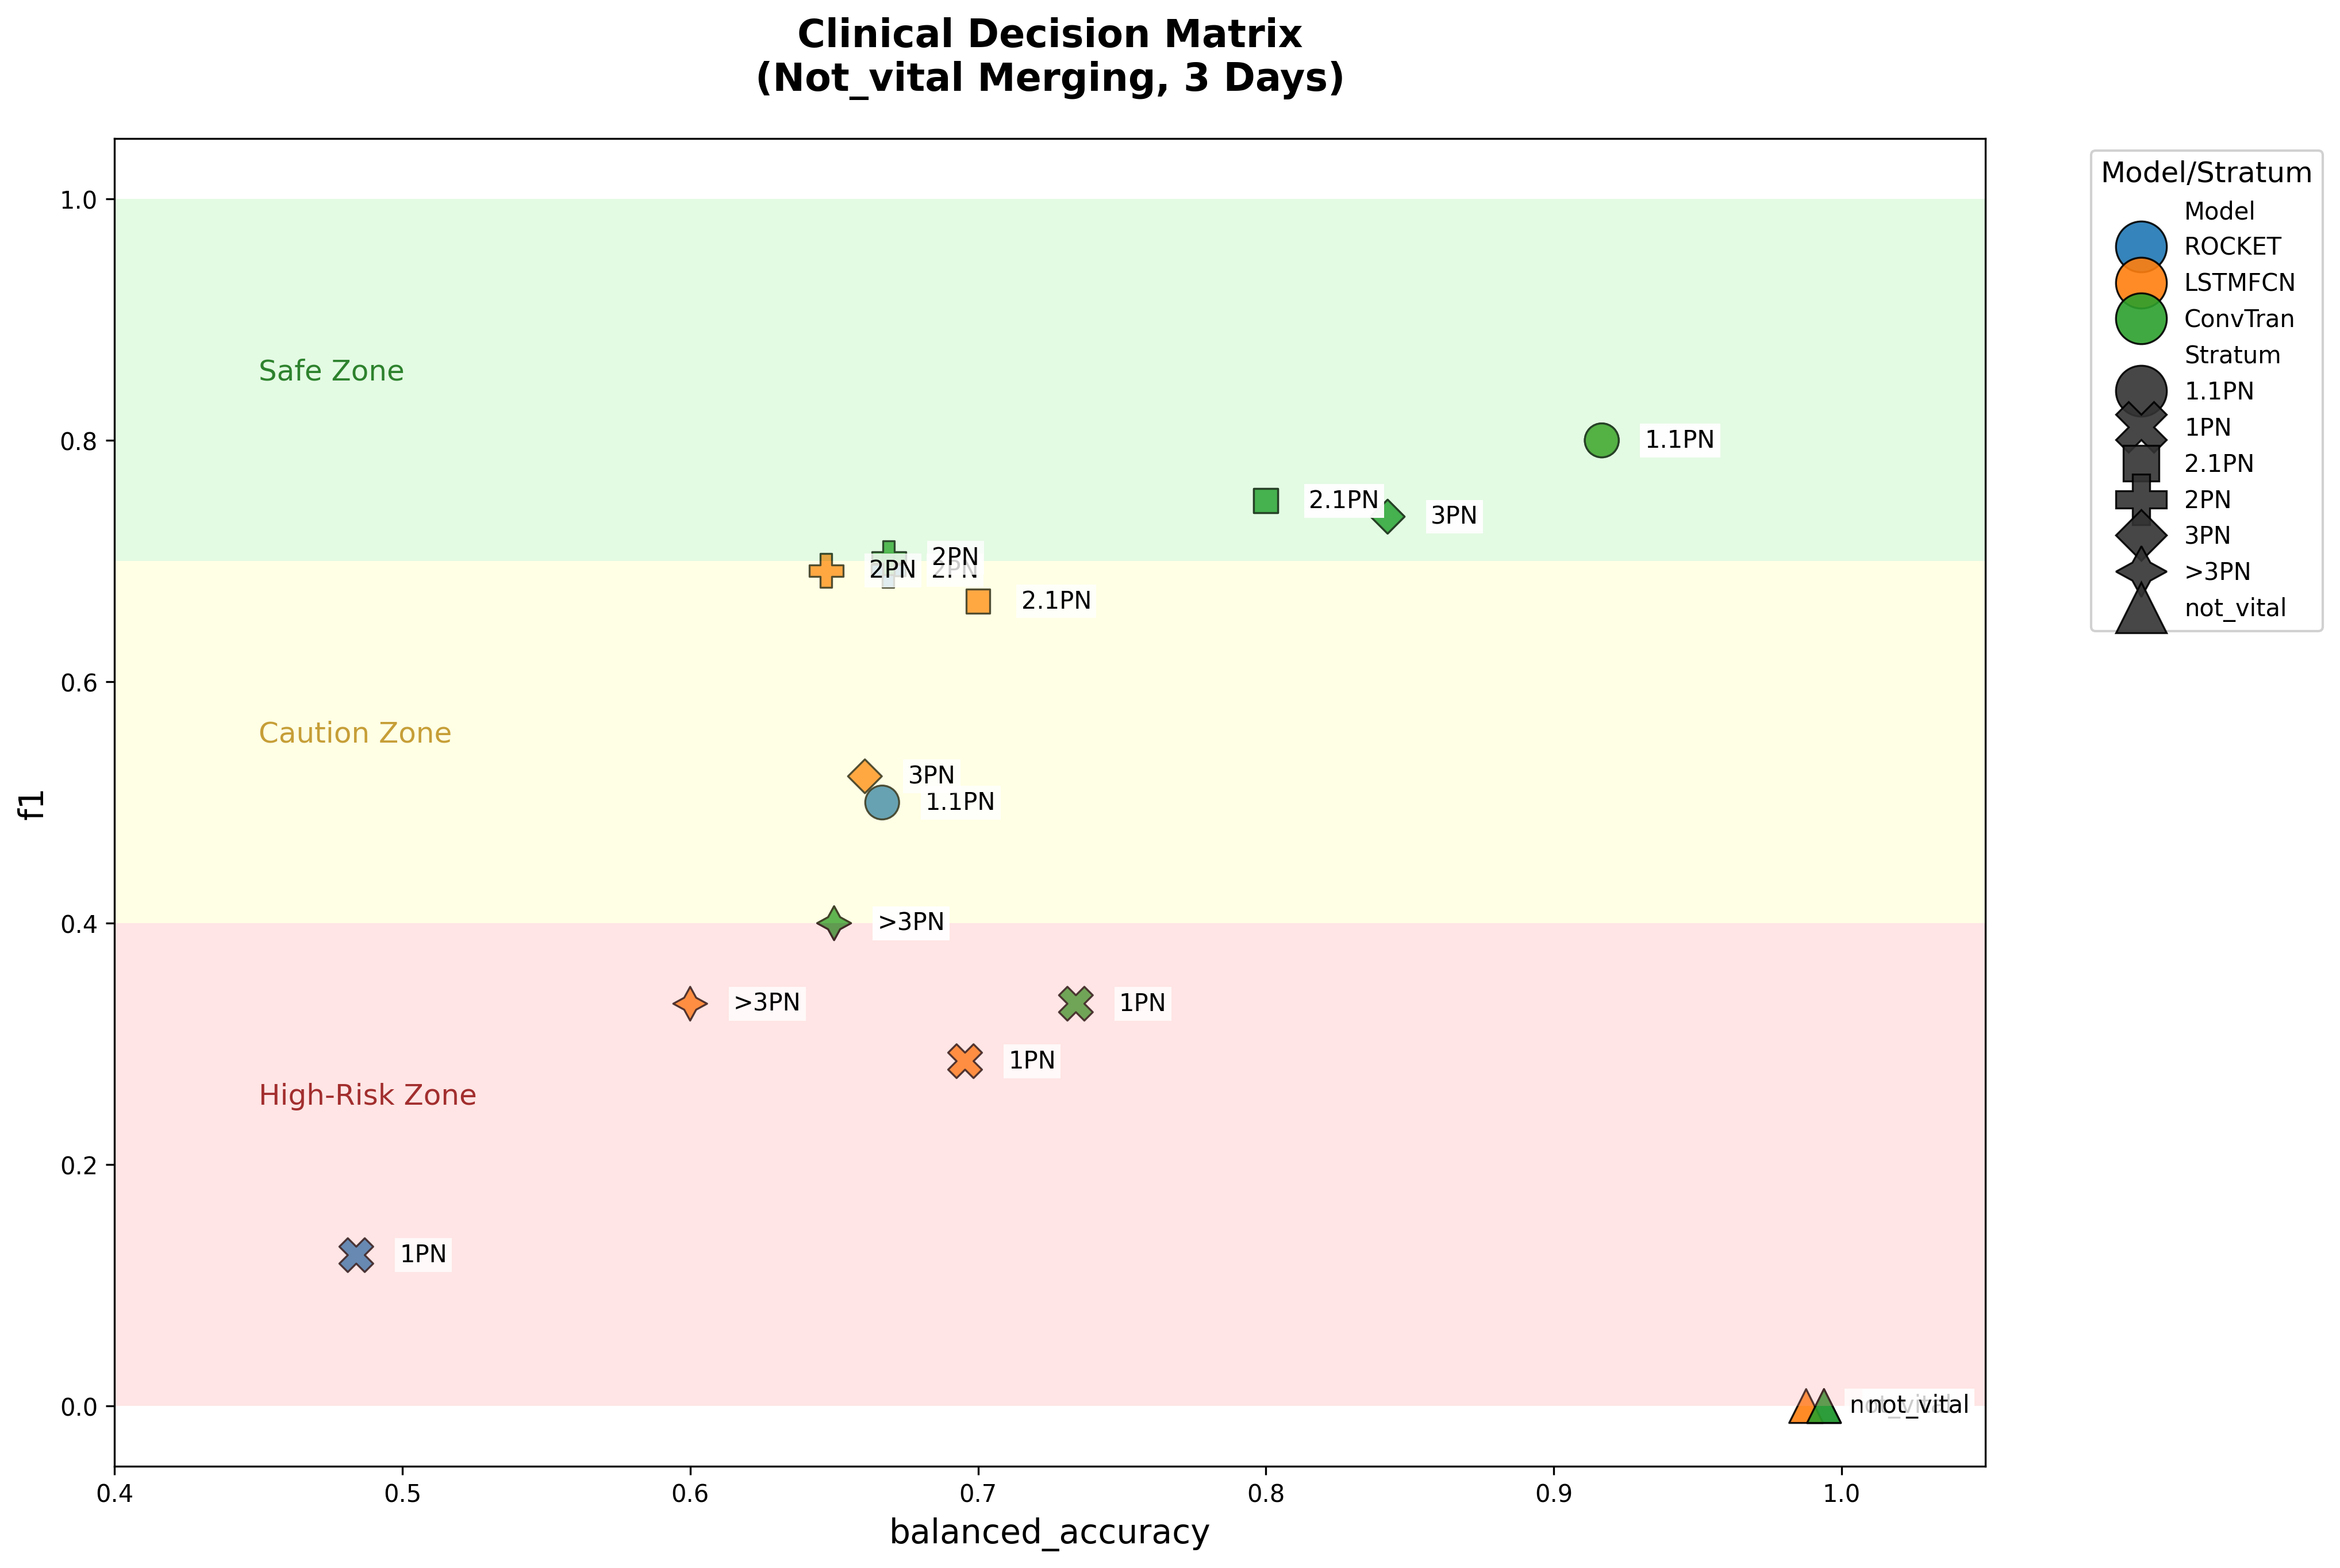 Clinical Decision Matrix
(Not_vital Merging, 3 Days)
Model/Stratum
Model
ROCKET
LSTMFCN
ConvTran
Stratum
1.1PN
1PN
2.1PN
2PN
3PN
>3PN
not_vital
1.0
0.8
0.6
0.4
0.2
0.0
f1
Safe Zone
1.1PN
2.1PN
3PN
2PN
2PN
2PN
2.1PN
Caution Zone
3PN
1.1PN
>3PN
>3PN
1PN
1PN
High-Risk Zone
1PN
not_vital
0.4
0.5
0.6
0.7
0.8
0.9
1.0
balanced_accuracy